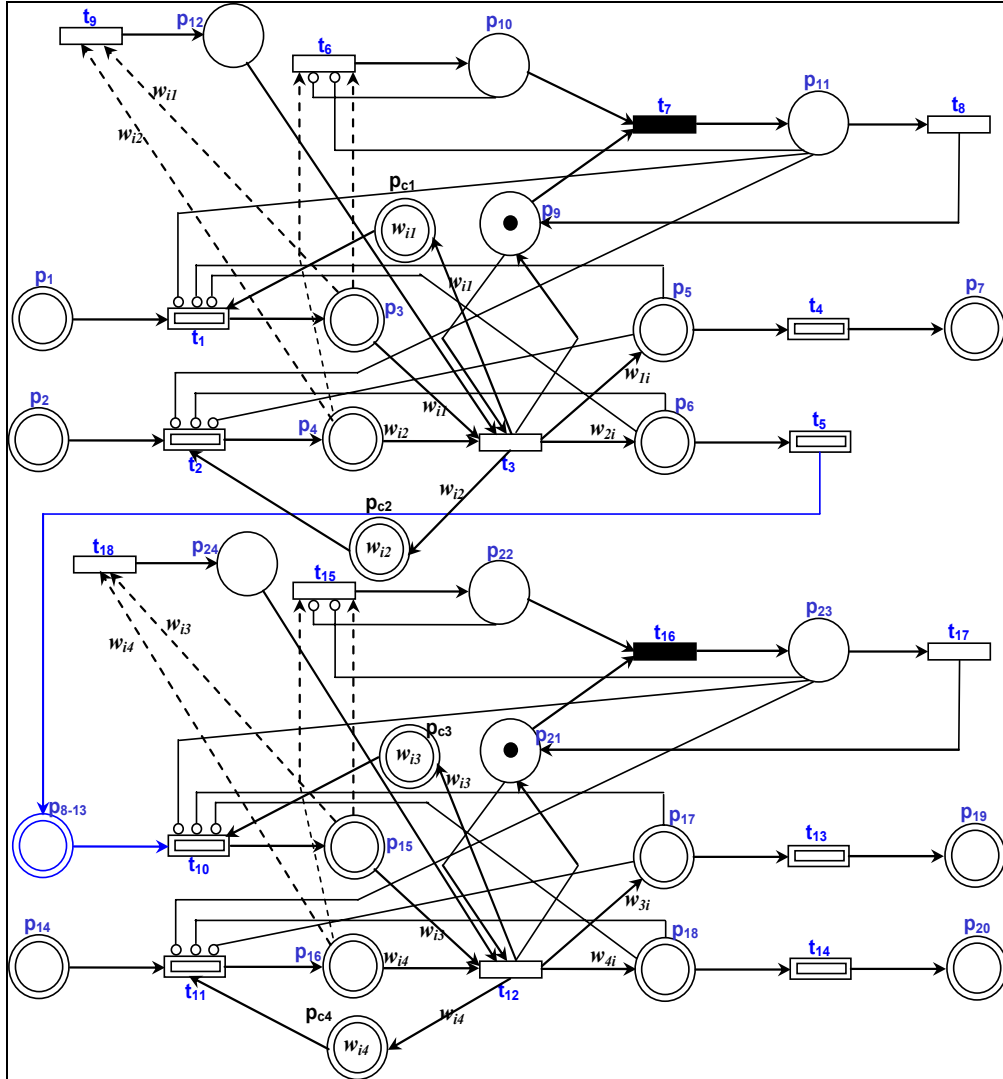 t9
p12
p10
t6
wi1
wi2
t7
p11
t8
pc1
wi1
p9
wi1
p1
t1
p3
p5
t4
p7
w1i
wi1
p2
t2
p4
wi2
t3
w2i
p6
t5
wi2
pc2
wi2
t18
p24
p22
t15
wi3
wi4
t16
p23
t17
pc3
wi3
p21
wi3
p8-13
t10
p15
p17
t13
p19
w3i
wi3
p14
t11
p16
wi4
t12
w4i
p18
t14
p20
wi4
pc4
wi4